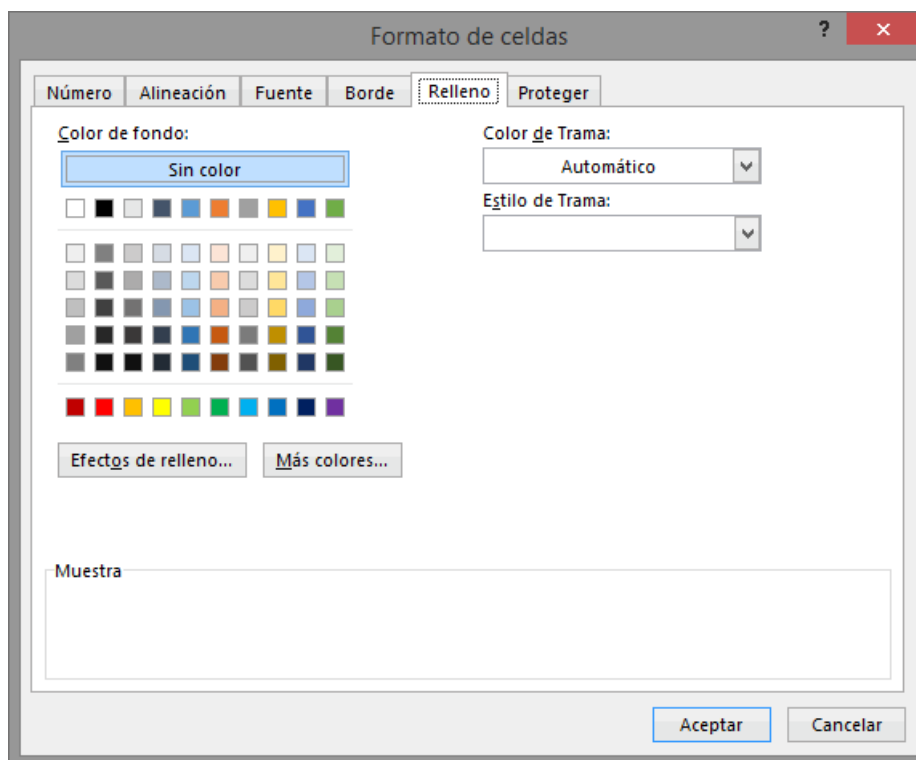 Formato de celdas
?
Número Alineación Fuente Borde Relleno Proteger
Color de fondo:
Sin color
Color de Trama:
Automático
Estilo de Trama:
Efectos de relleno... Más colores...
Muestra
Aceptar Cancelar